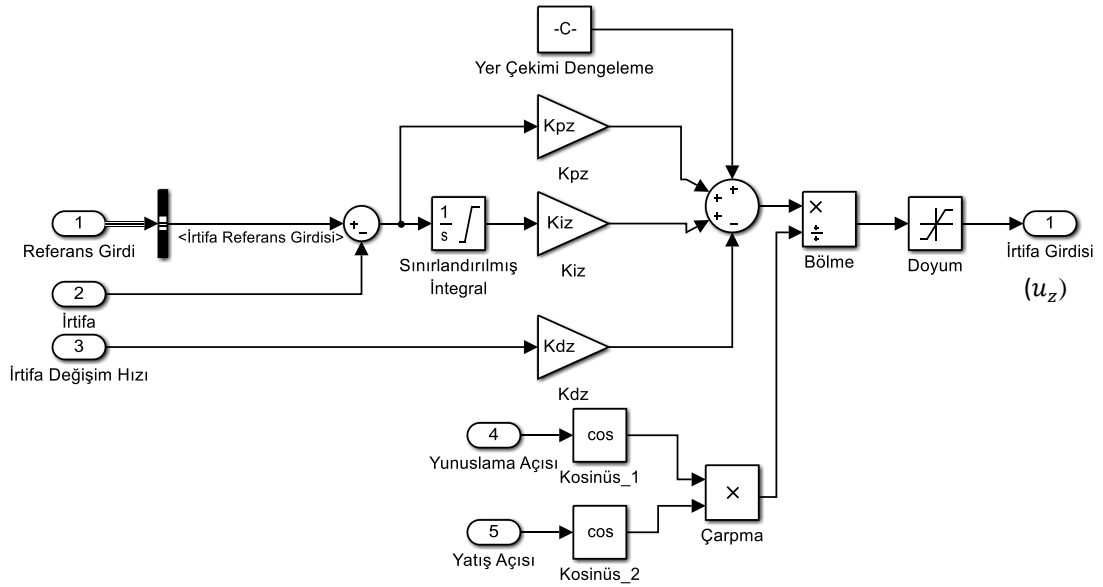 -C-
Yer Çekimi Dengeleme
Kpz
Kpz
1
Referans Girdi
<İrtifa Referans Girdisi>
+
−
1
s
Sınırlandırılmış
İntegral
Kiz
Kiz
+
+
+
−
×
÷
Bölme
Doyum
1
İrtifa Girdisi
(u_z)
2
İrtifa
3
İrtifa Değişim Hızı
Kdz
Kdz
4
Yunuslama Açısı
cos
Kosinüs_1
×
Çarpma
5
Yatış Açısı
cos
Kosinüs_2